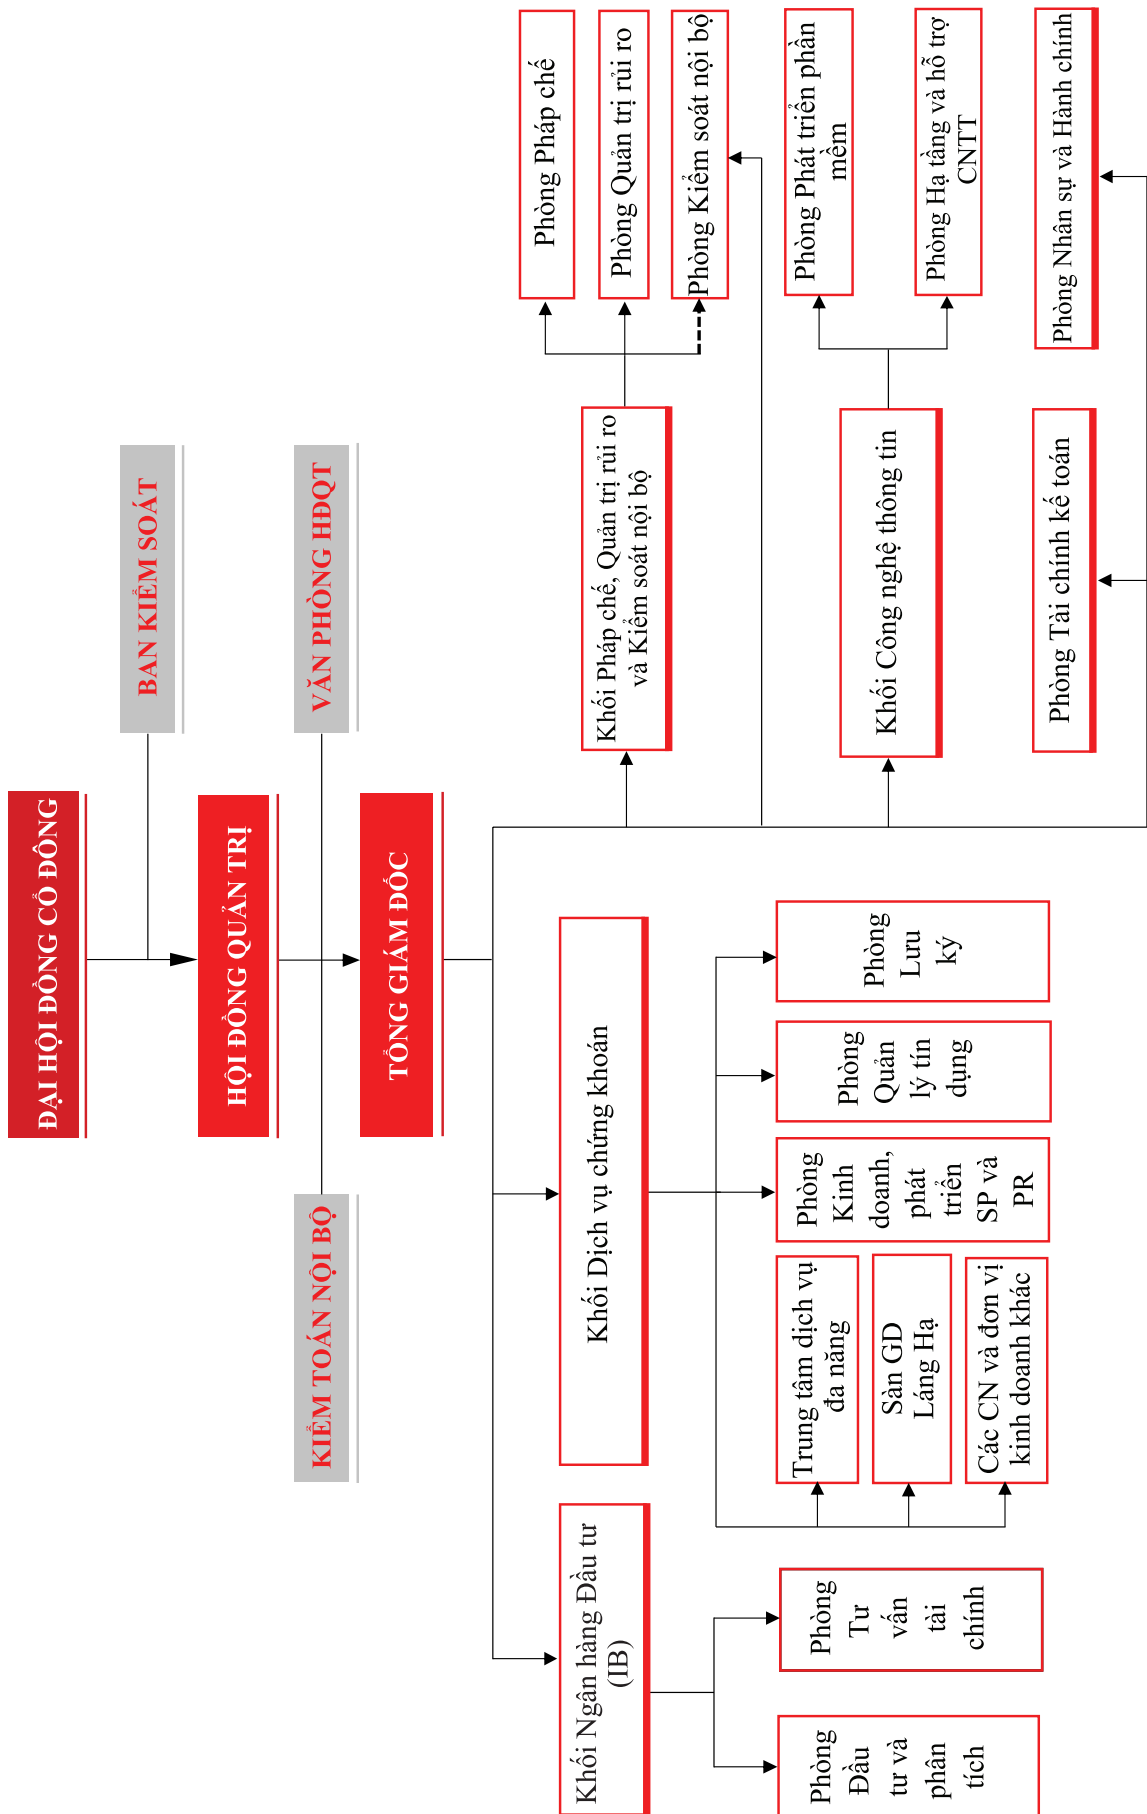 ĐẠI HỘI ĐỒNG CỔ ĐÔNG
BAN KIỂM SOÁT
HỘI ĐỒNG QUẢN TRỊ
KIỂM TOÁN NỘI BỘ
VĂN PHÒNG HĐQT
TỔNG GIÁM ĐỐC
Khối Ngân hàng Đầu tư
(IB)
Phòng
Đầu
tư và
phân
tích
Phòng
Tư
vấn
tài
chính
Khối Dịch vụ chứng khoán
Trung tâm dịch vụ
đa năng
Sàn GD
Láng Hạ
Các CN và đơn vị
kinh doanh khác
Phòng
Kinh
doanh,
phát
triển
SP và
PR
Phòng
Quản
lý tín
dụng
Phòng
Lưu
ký
Khối Pháp chế, Quản trị rủi ro
và Kiểm soát nội bộ
Phòng Pháp chế
Phòng Quản trị rủi ro
Phòng Kiểm soát nội bộ
Khối Công nghệ thông tin
Phòng Phát triển phần
mềm
Phòng Hạ tầng và hỗ trợ
CNTT
Phòng Tài chính kế toán
Phòng Nhân sự và Hành chính